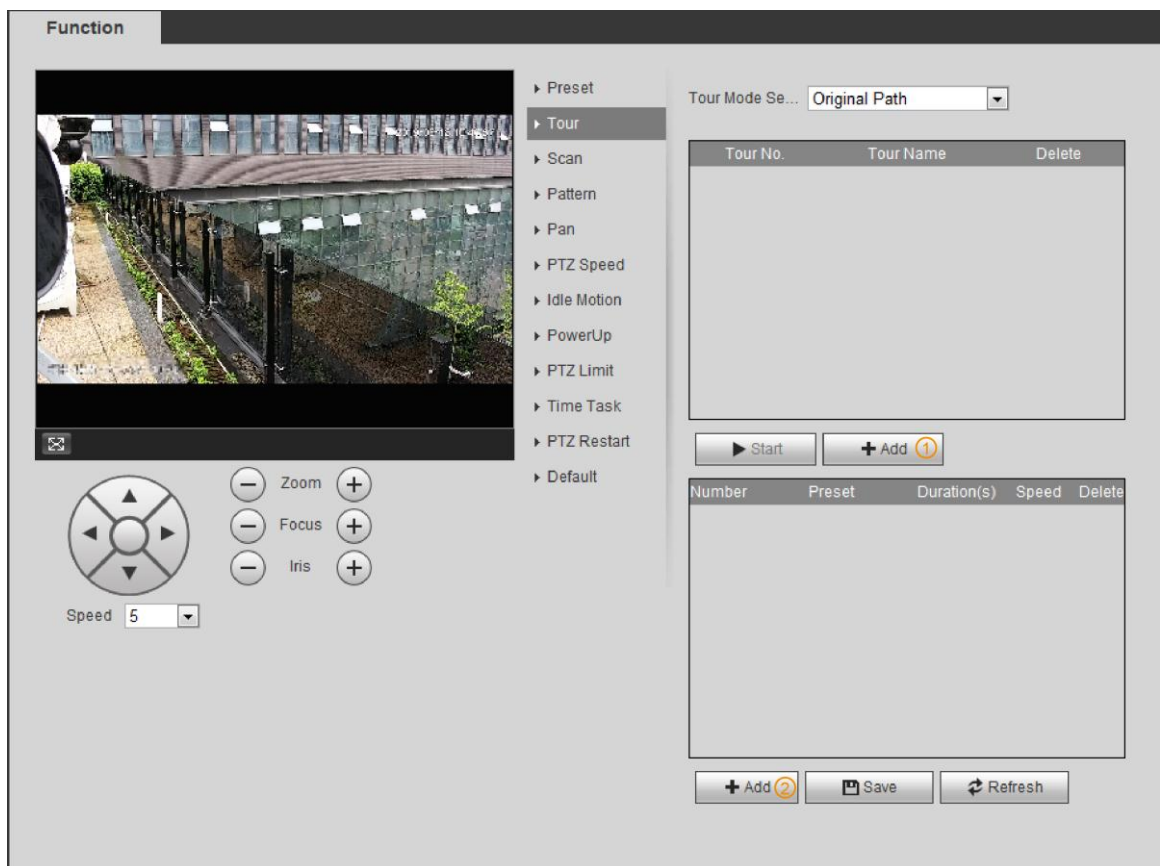 Function
Preset
Tour
Scan
Pattern
Pan
PTZ Speed
Idle Motion
PowerUp
PTZ Limit
Time Task
PTZ Restart
Default
Zoom
Focus
Iris
Speed 5
Tour Mode Se... Original Path
Tour No. Tour Name Delete
Start Add 1
Number Preset Duration(s) Speed Delete
Add 2 Save Refresh